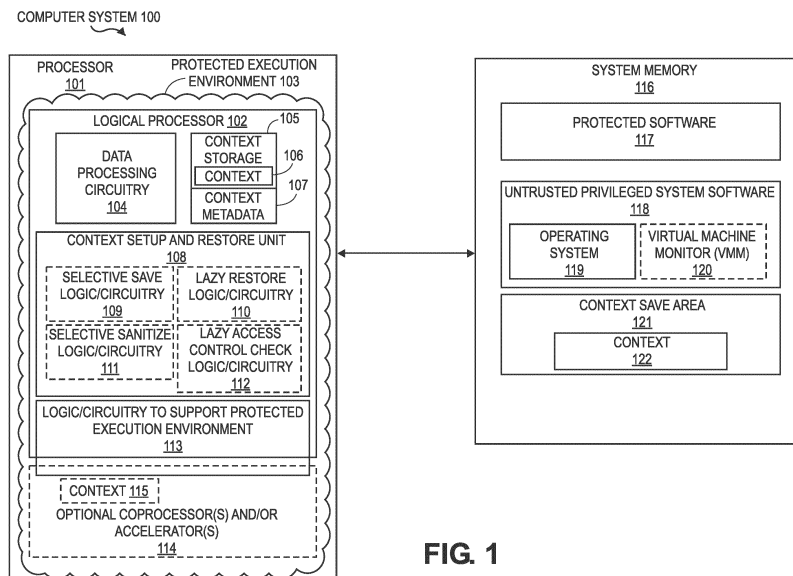 COMPUTER SYSTEM 100
PROCESSOR
101
PROTECTED EXECUTION
ENVIRONMENT 103
LOGICAL PROCESSOR 102
105
DATA
PROCESSING
CIRCUITRY
104
CONTEXT
STORAGE
106
CONTEXT
107
CONTEXT
METADATA
CONTEXT SETUP AND RESTORE UNIT
108
SELECTIVE SAVE
LOGIC/CIRCUITRY
109
LAZY RESTORE
LOGIC/CIRCUITRY
110
SELECTIVE SANITIZE
LOGIC/CIRCUITRY
111
LAZY ACCESS
CONTROL CHECK
LOGIC/CIRCUITRY
112
LOGIC/CIRCUITRY TO SUPPORT PROTECTED
EXECUTION ENVIRONMENT
113
CONTEXT 115
OPTIONAL COPROCESSOR(S) AND/OR
ACCELERATOR(S)
114
SYSTEM MEMORY
116
PROTECTED SOFTWARE
117
UNTRUSTED PRIVILEGED SYSTEM SOFTWARE
118
OPERATING
SYSTEM
119
VIRTUAL MACHINE
MONITOR (VMM)
120
CONTEXT SAVE AREA
121
CONTEXT
122
FIG. 1